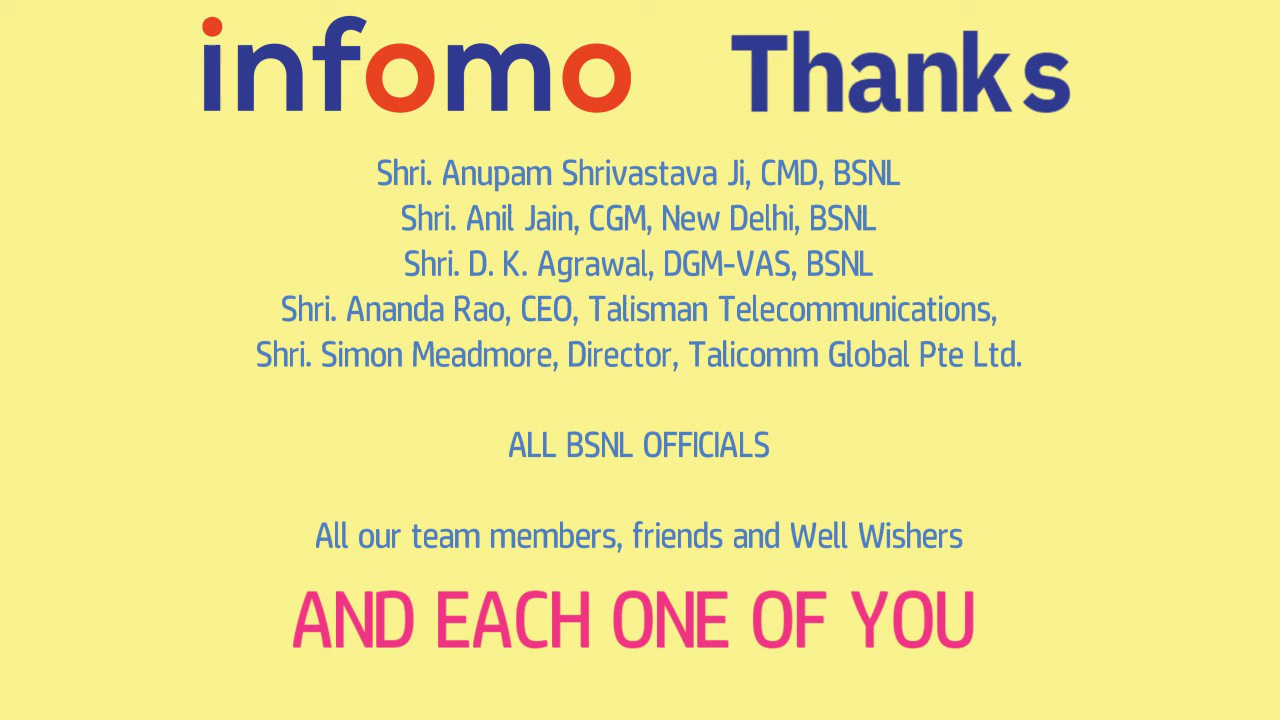 infomo Thanks
Shri. Anupam Shrivastava Ji, CMD, BSNL
Shri. Anil Jain, CGM, New Delhi, BSNL
Shri. D. K. Agrawal, DGM-VAS, BSNL
Shri. Ananda Rao, CEO, Talisman Telecommunications,
Shri. Simon Meadmore, Director, Talicomm Global Pte Ltd.
ALL BSNL OFFICIALS
All our team members, friends and Well Wishers
AND EACH ONE OF YOU